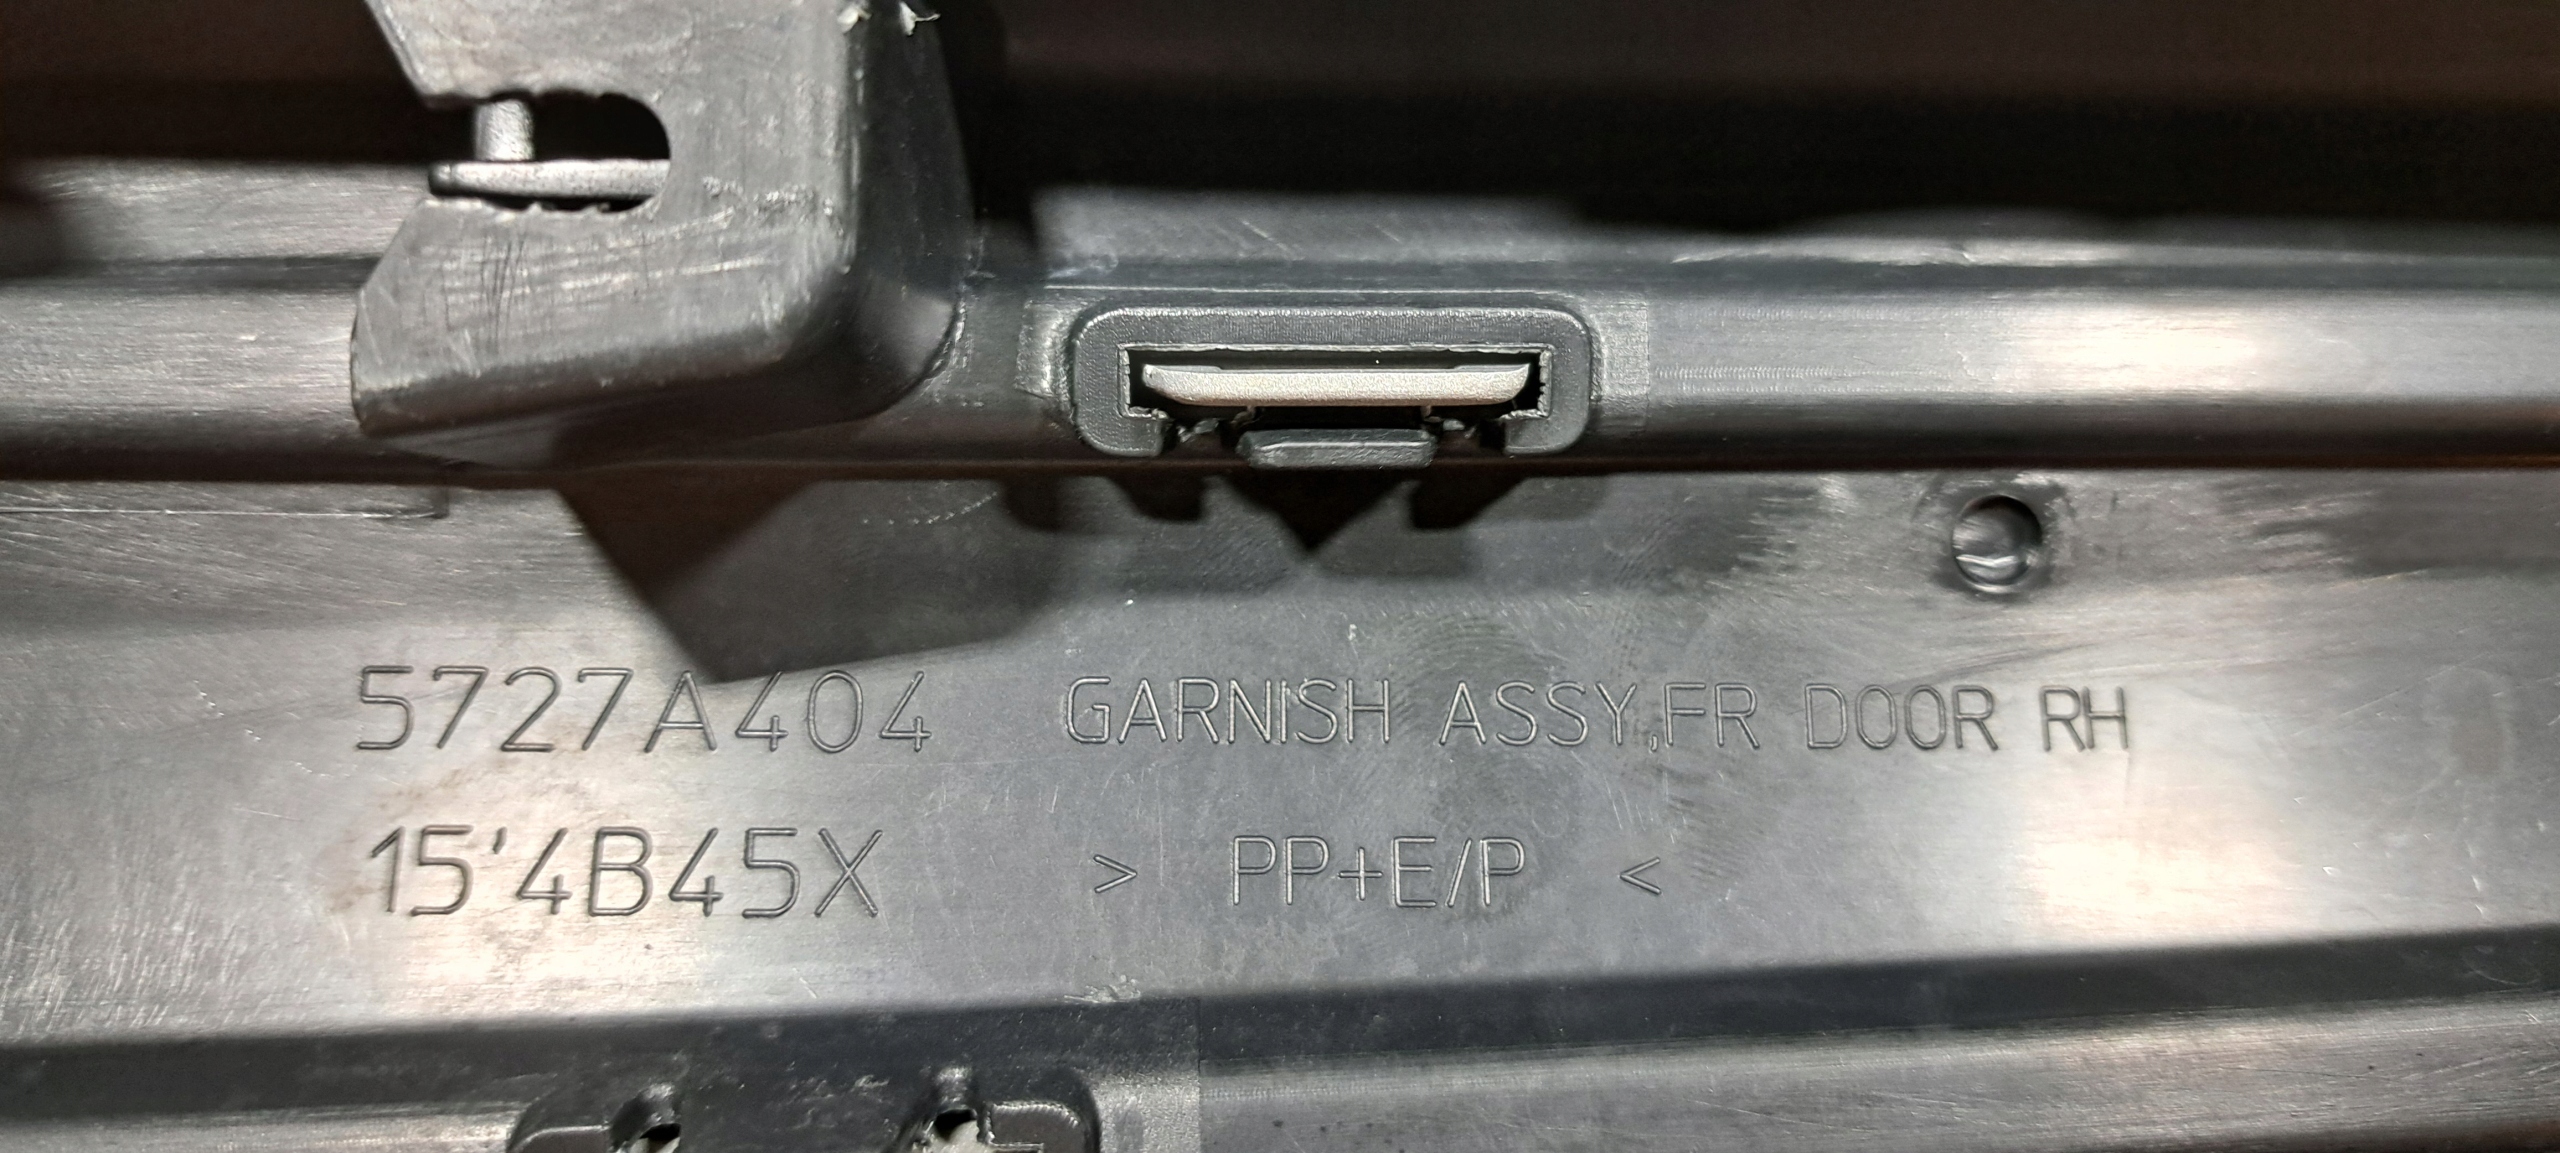 5727A404 GARNISH ASSY,FR DOOR RH
15'4B45X > PP+E/P <